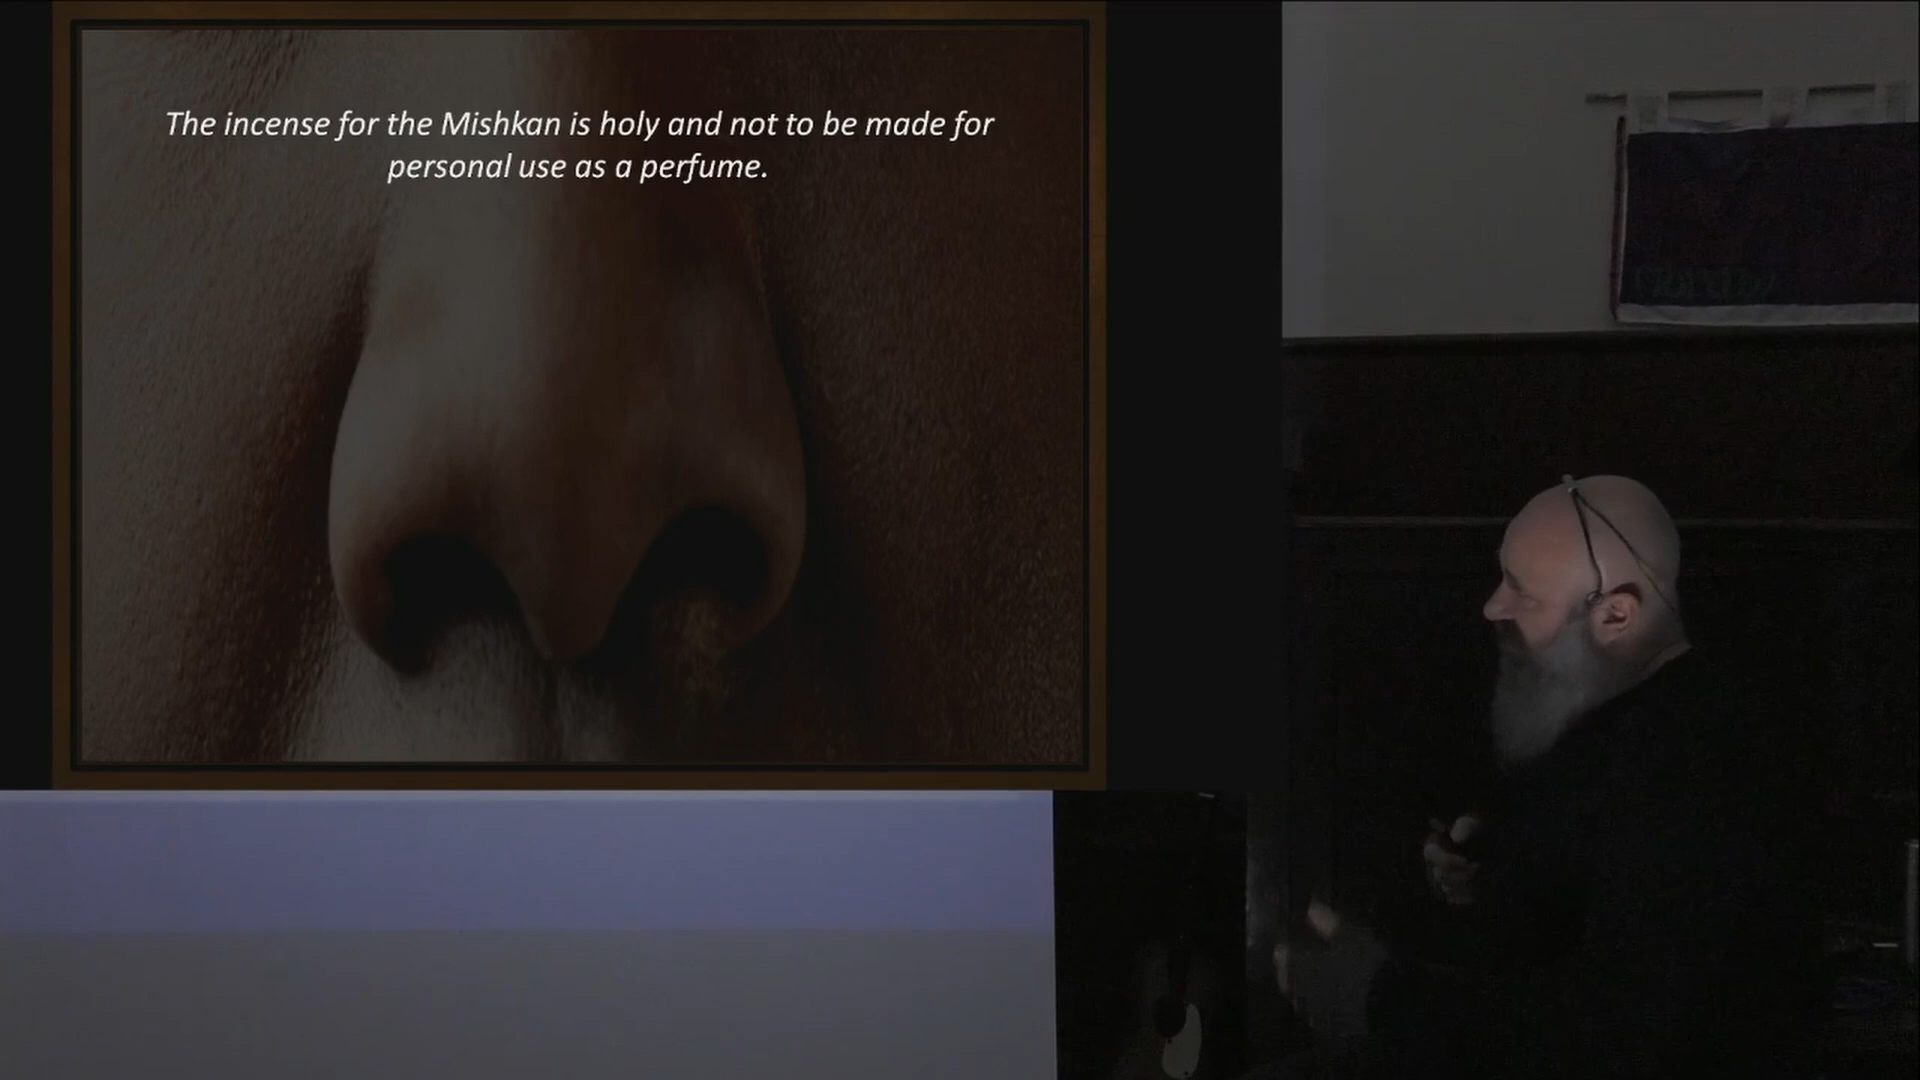 The incense for the Mishkan is holy and not to be made for
personal use as a perfume.